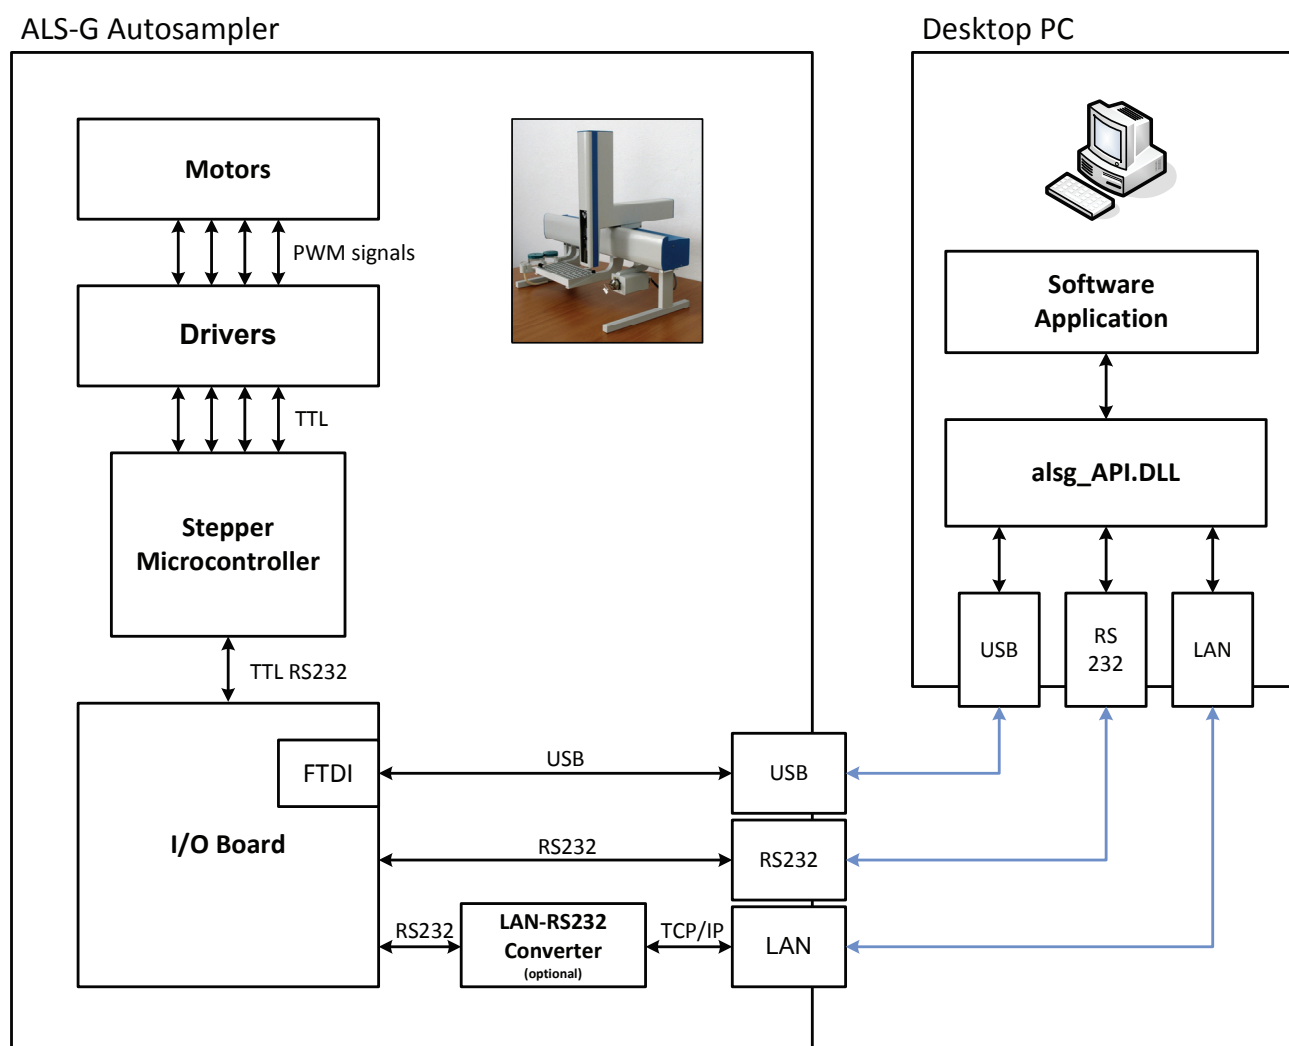 ALS-G Autosampler
Desktop PC
Motors
PWM signals
Drivers
TTL
Stepper
Microcontroller
TTL RS232
FTDI
I/O Board
USB
RS232
RS232
LAN-RS232
Converter
(optional)
TCP/IP
USB
RS232
LAN
Software
Application
alsg_API.DLL
USB
RS
232
LAN